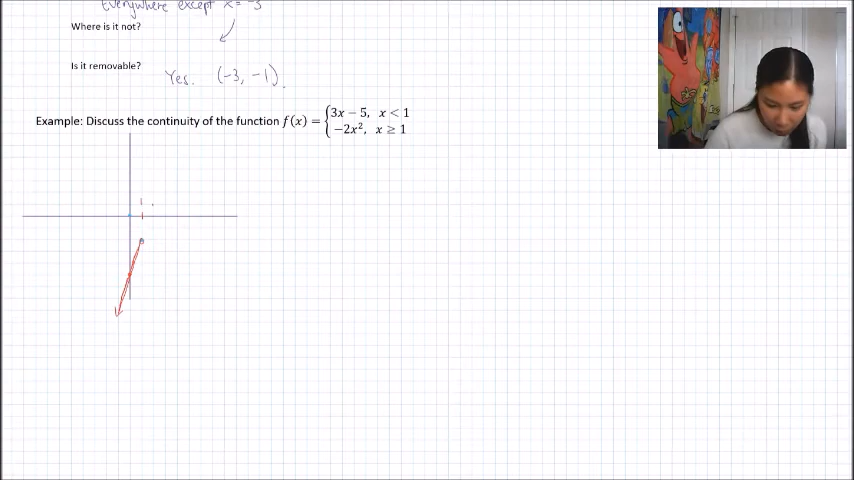 Everywhere except x = -3
Where is it not?
Is it removable?
Yes. (-3, -1).
Example: Discuss the continuity of the function f(x) = {3x − 5, x < 1
−2x², x ≥ 1
1